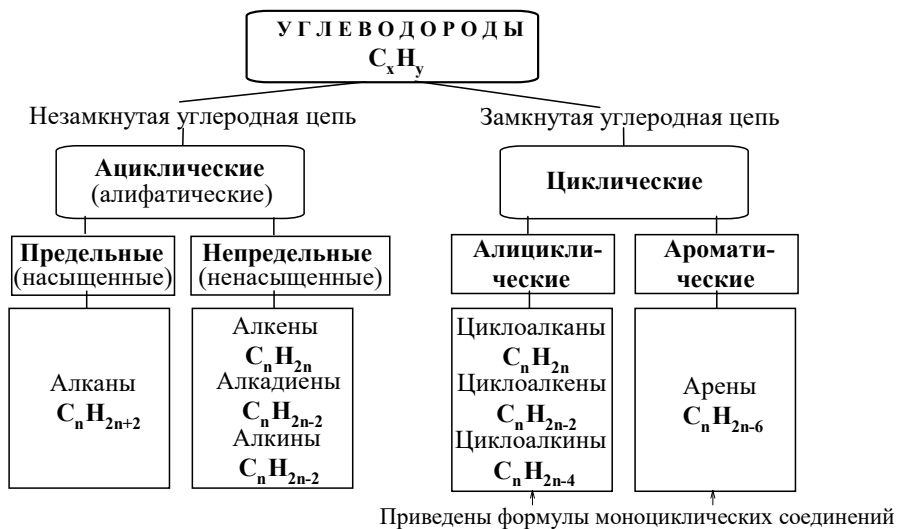 У Г Л Е В О Д О Р О Д Ы
CxHy
Незамкнутая углеродная цепь
Замкнутая углеродная цепь
Ациклические
(алифатические)
Циклические
Предельные
(насыщенные)
Непредельные
(ненасыщенные)
Алицикли-
ческие
Аромати-
ческие
Алканы
CnH2n+2
Алкены
CnH2n
Алкадиены
CnH2n-2
Алкины
CnH2n-2
Циклоалканы
CnH2n
Циклоалкены
CnH2n-2
Циклоалкины
CnH2n-4
Арены
CnH2n-6
Приведены формулы моноциклических соединений